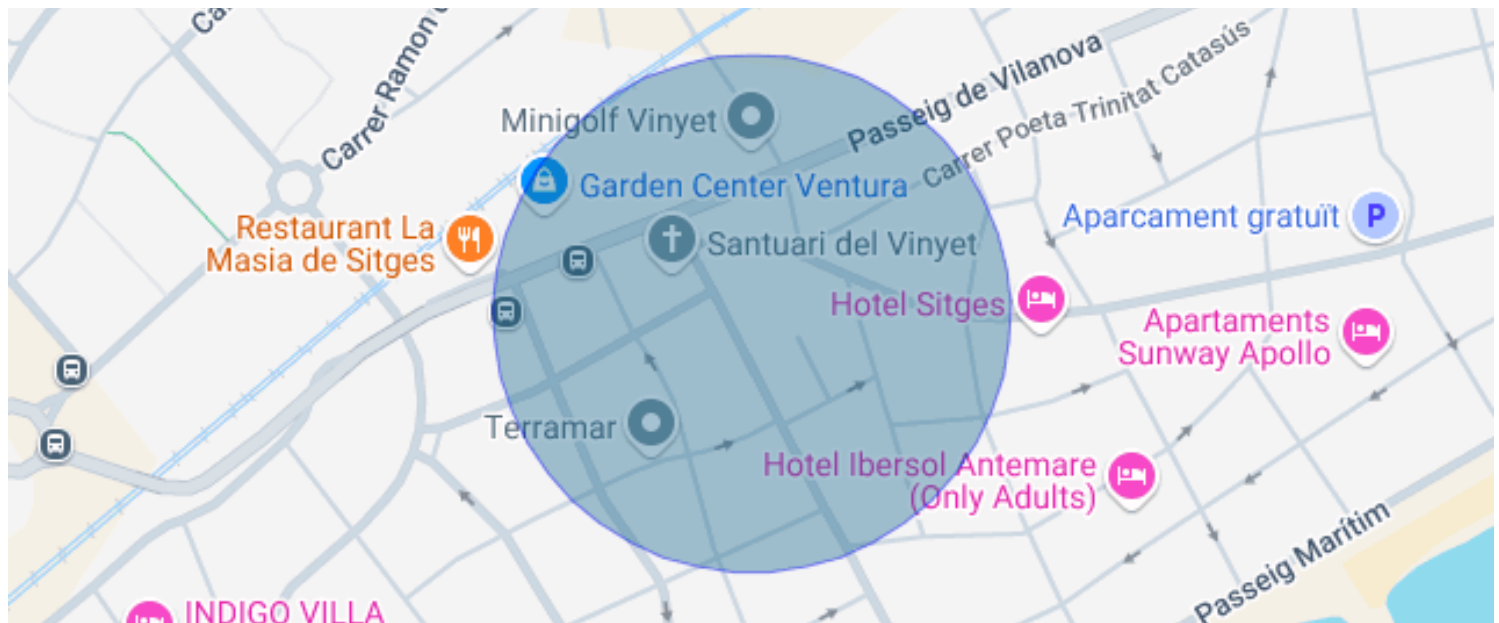 Ca
Carrer Ramon
Minigolf Vinyet
Passeig de Vilanova
Carrer Poeta Trinitat Catasús
Garden Center Ventura
Restaurant La
Masia de Sitges
Santuari del Vinyet
Aparcament gratuït
P
Hotel Sitges
Apartaments
Sunway Apollo
Terramar
Hotel Ibersol Antemare
(Only Adults)
Passeig Marítim
INDIGO VILLA